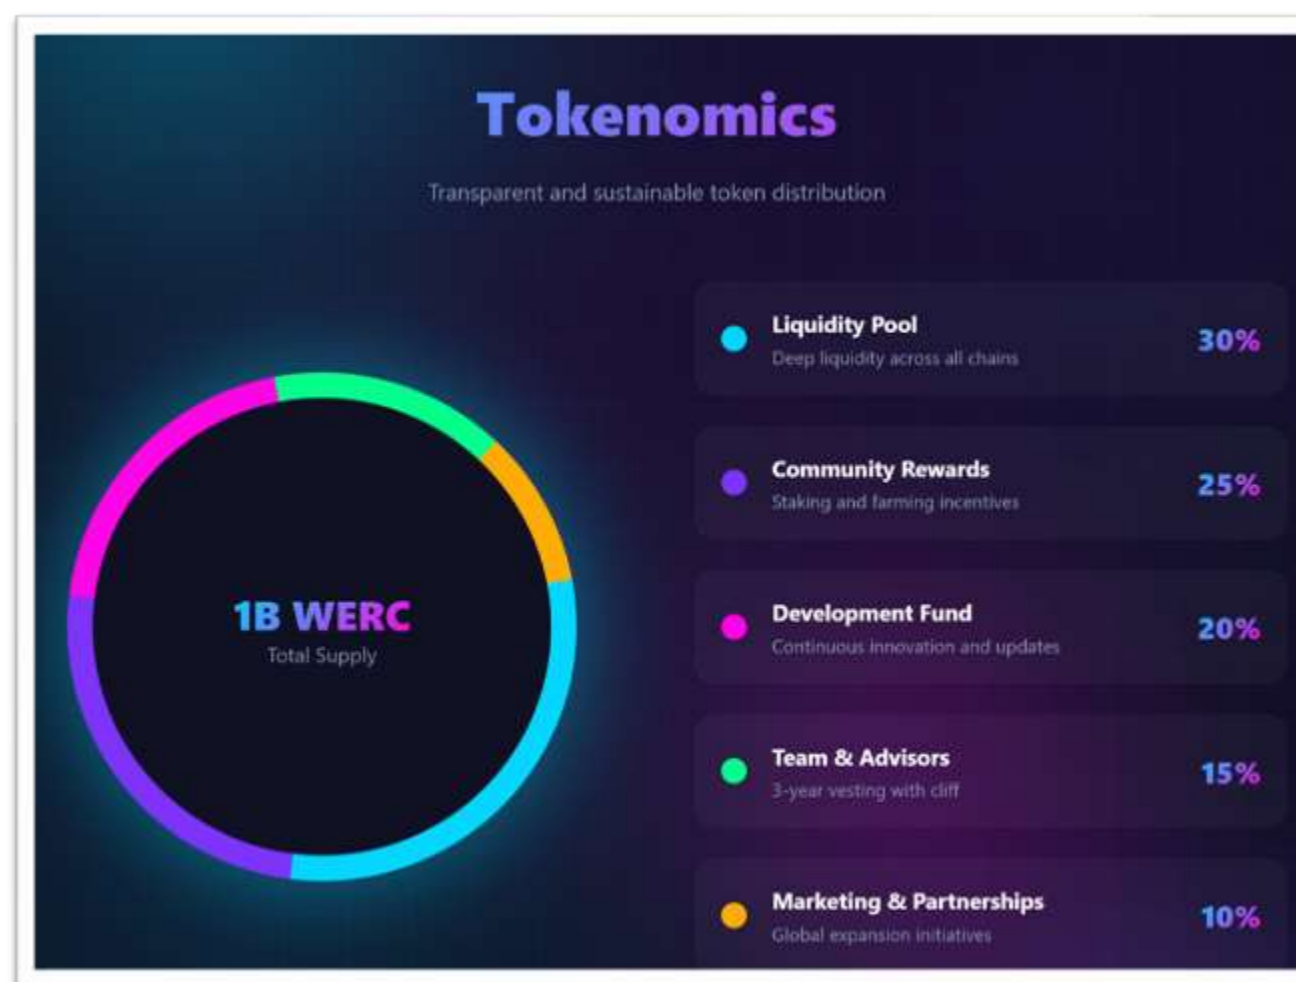 Tokenomics
Transparent and sustainable token distribution
Liquidity Pool
Deep liquidity across all chains
30%
Community Rewards
Staking and farming incentives
25%
1B WERC
Total Supply
Development Fund
Continuous innovation and updates
20%
Team & Advisors
3-year vesting with cliff
15%
Marketing & Partnerships
Global expansion initiatives
10%